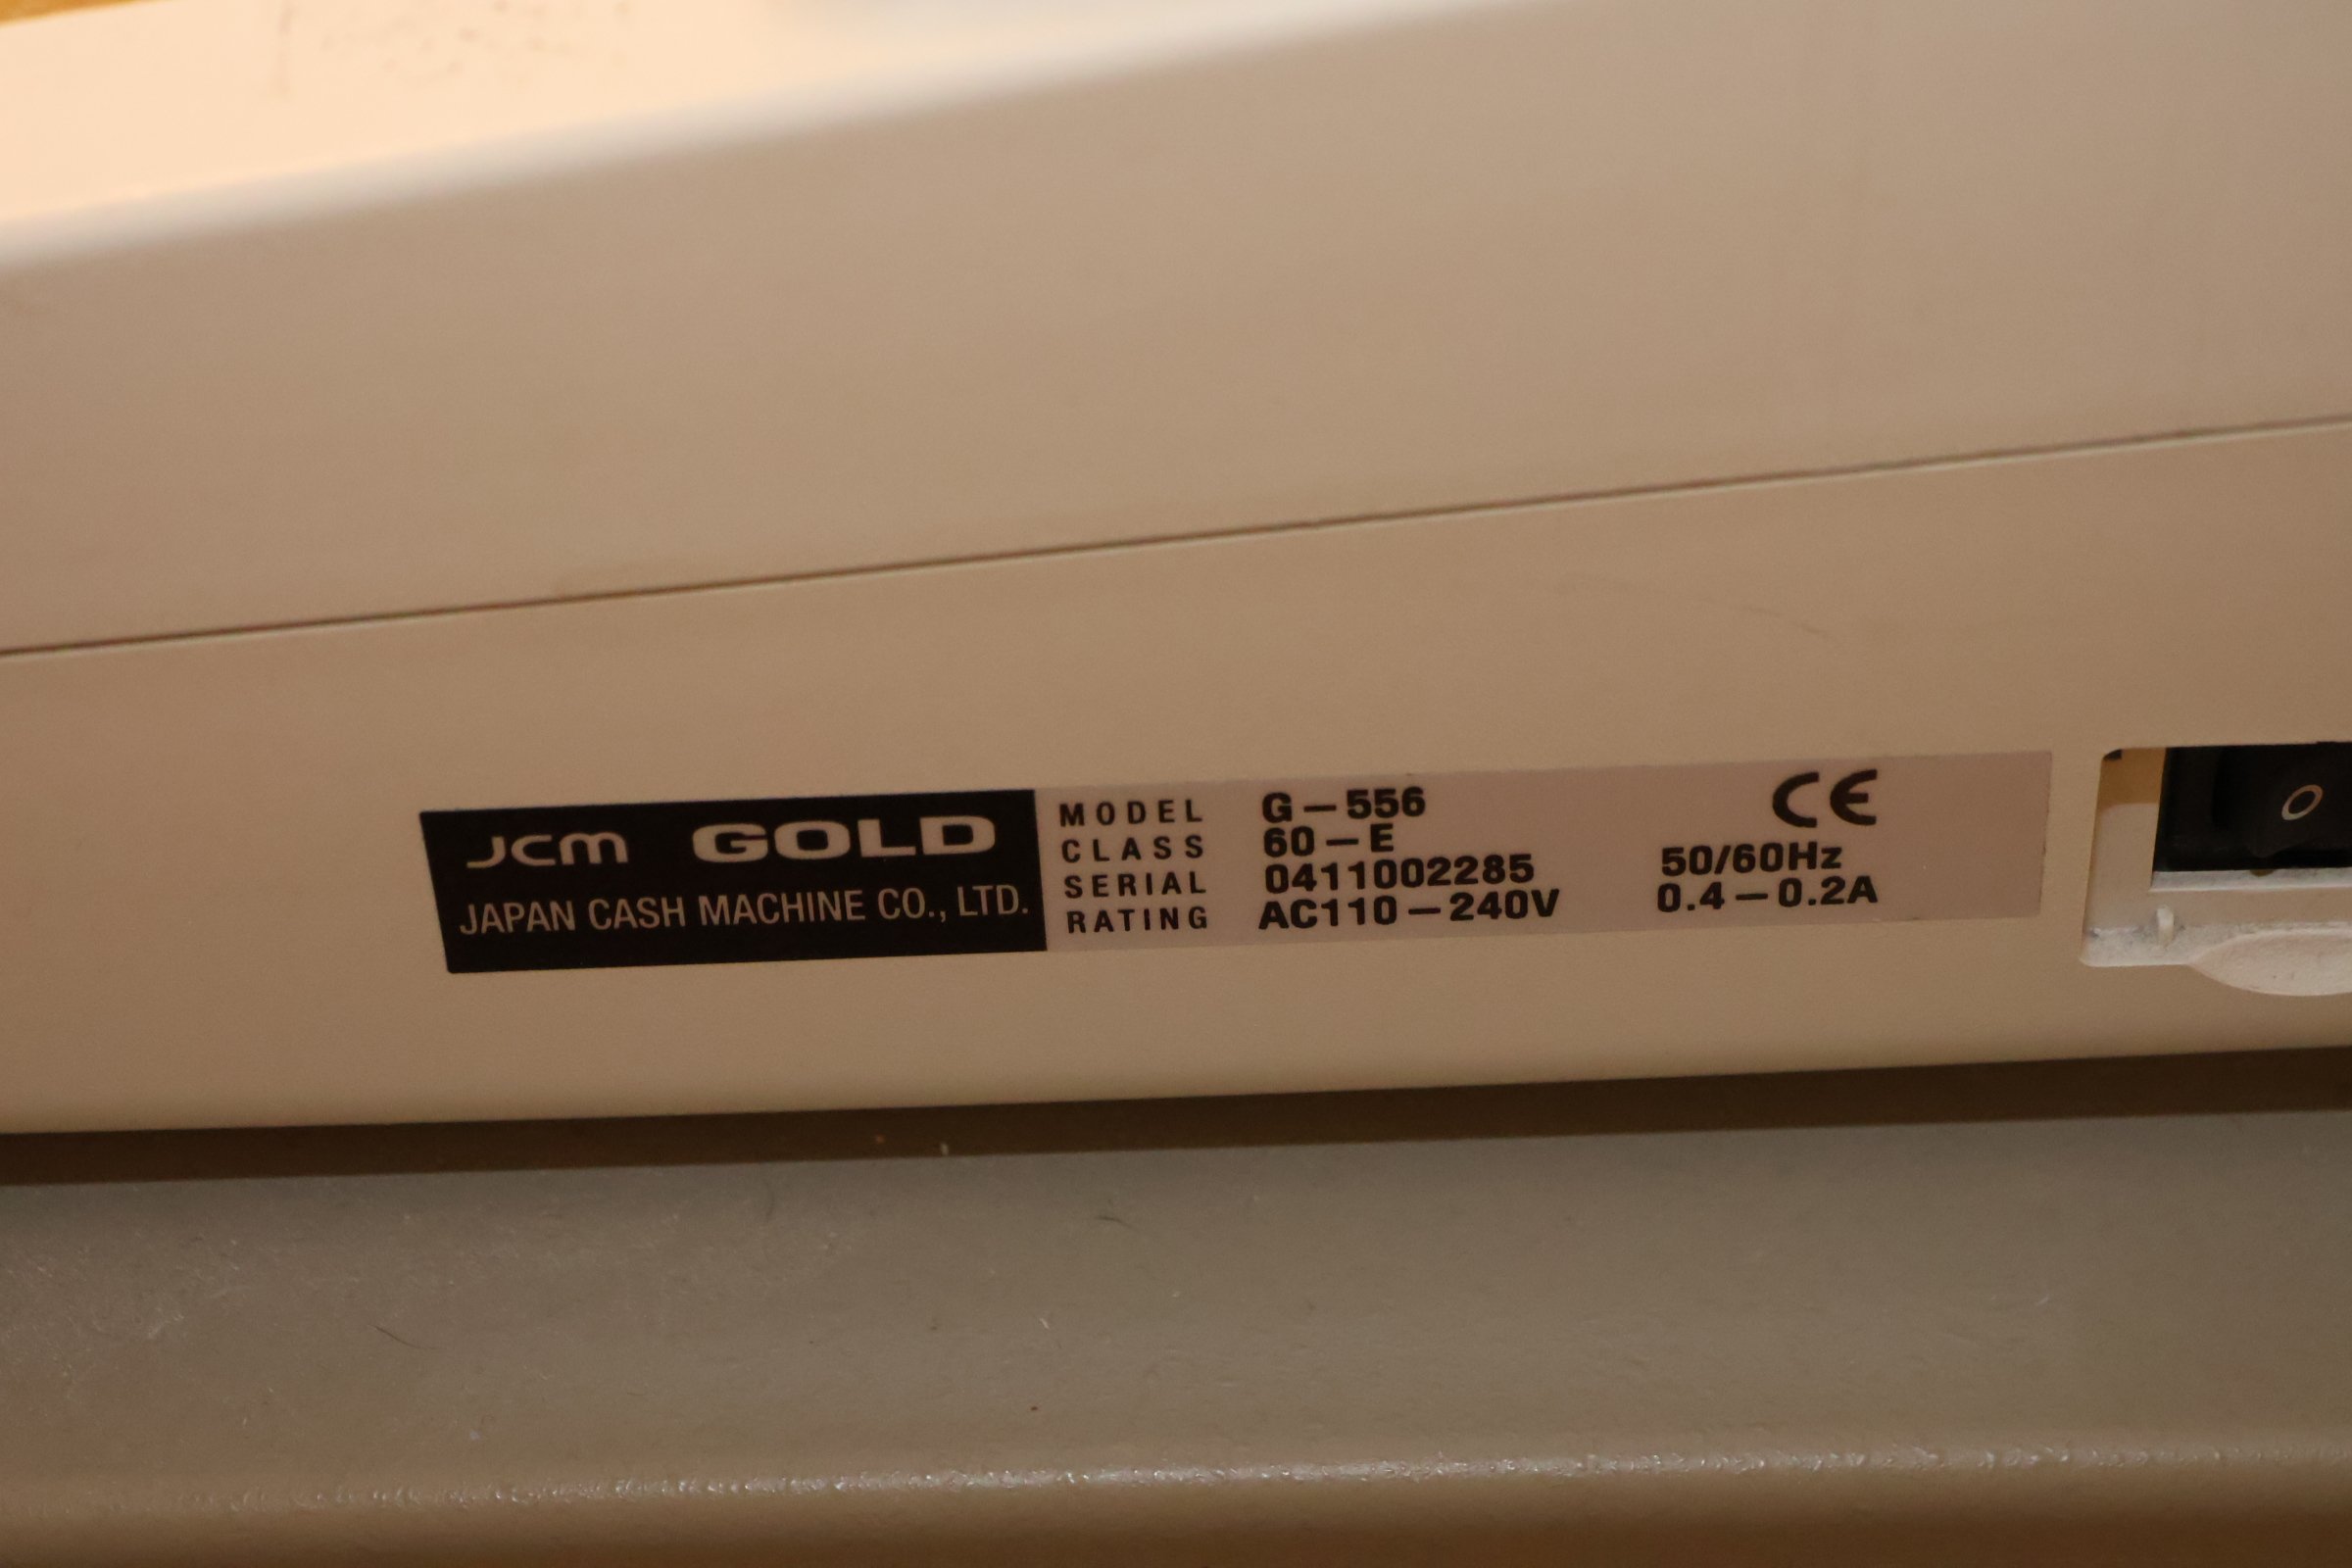 JCM GOLD
JAPAN CASH MACHINE CO., LTD.
MODEL G-556 CE
CLASS 60-E
SERIAL 0411002285 50/60Hz
RATING AC110-240V 0.4-0.2A
O